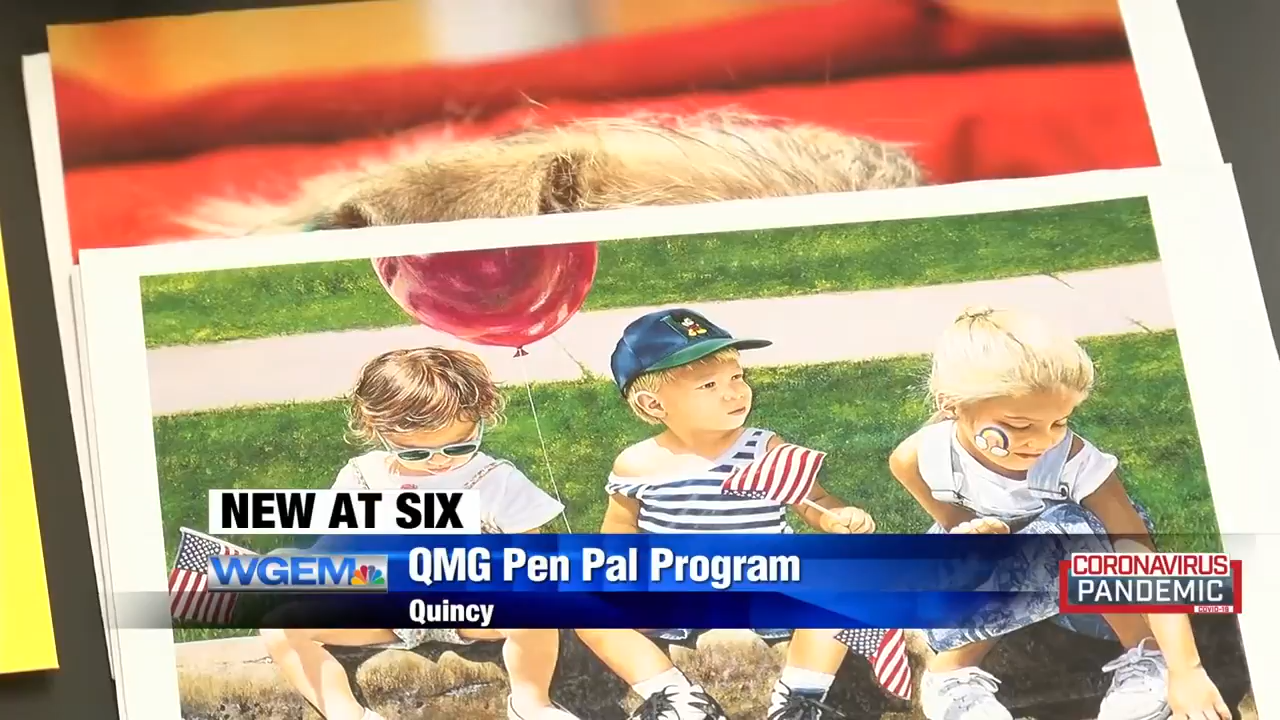 NEW AT SIX
WGEM
QMG Pen Pal Program
Quincy
CORONAVIRUS
PANDEMIC
COVID-19